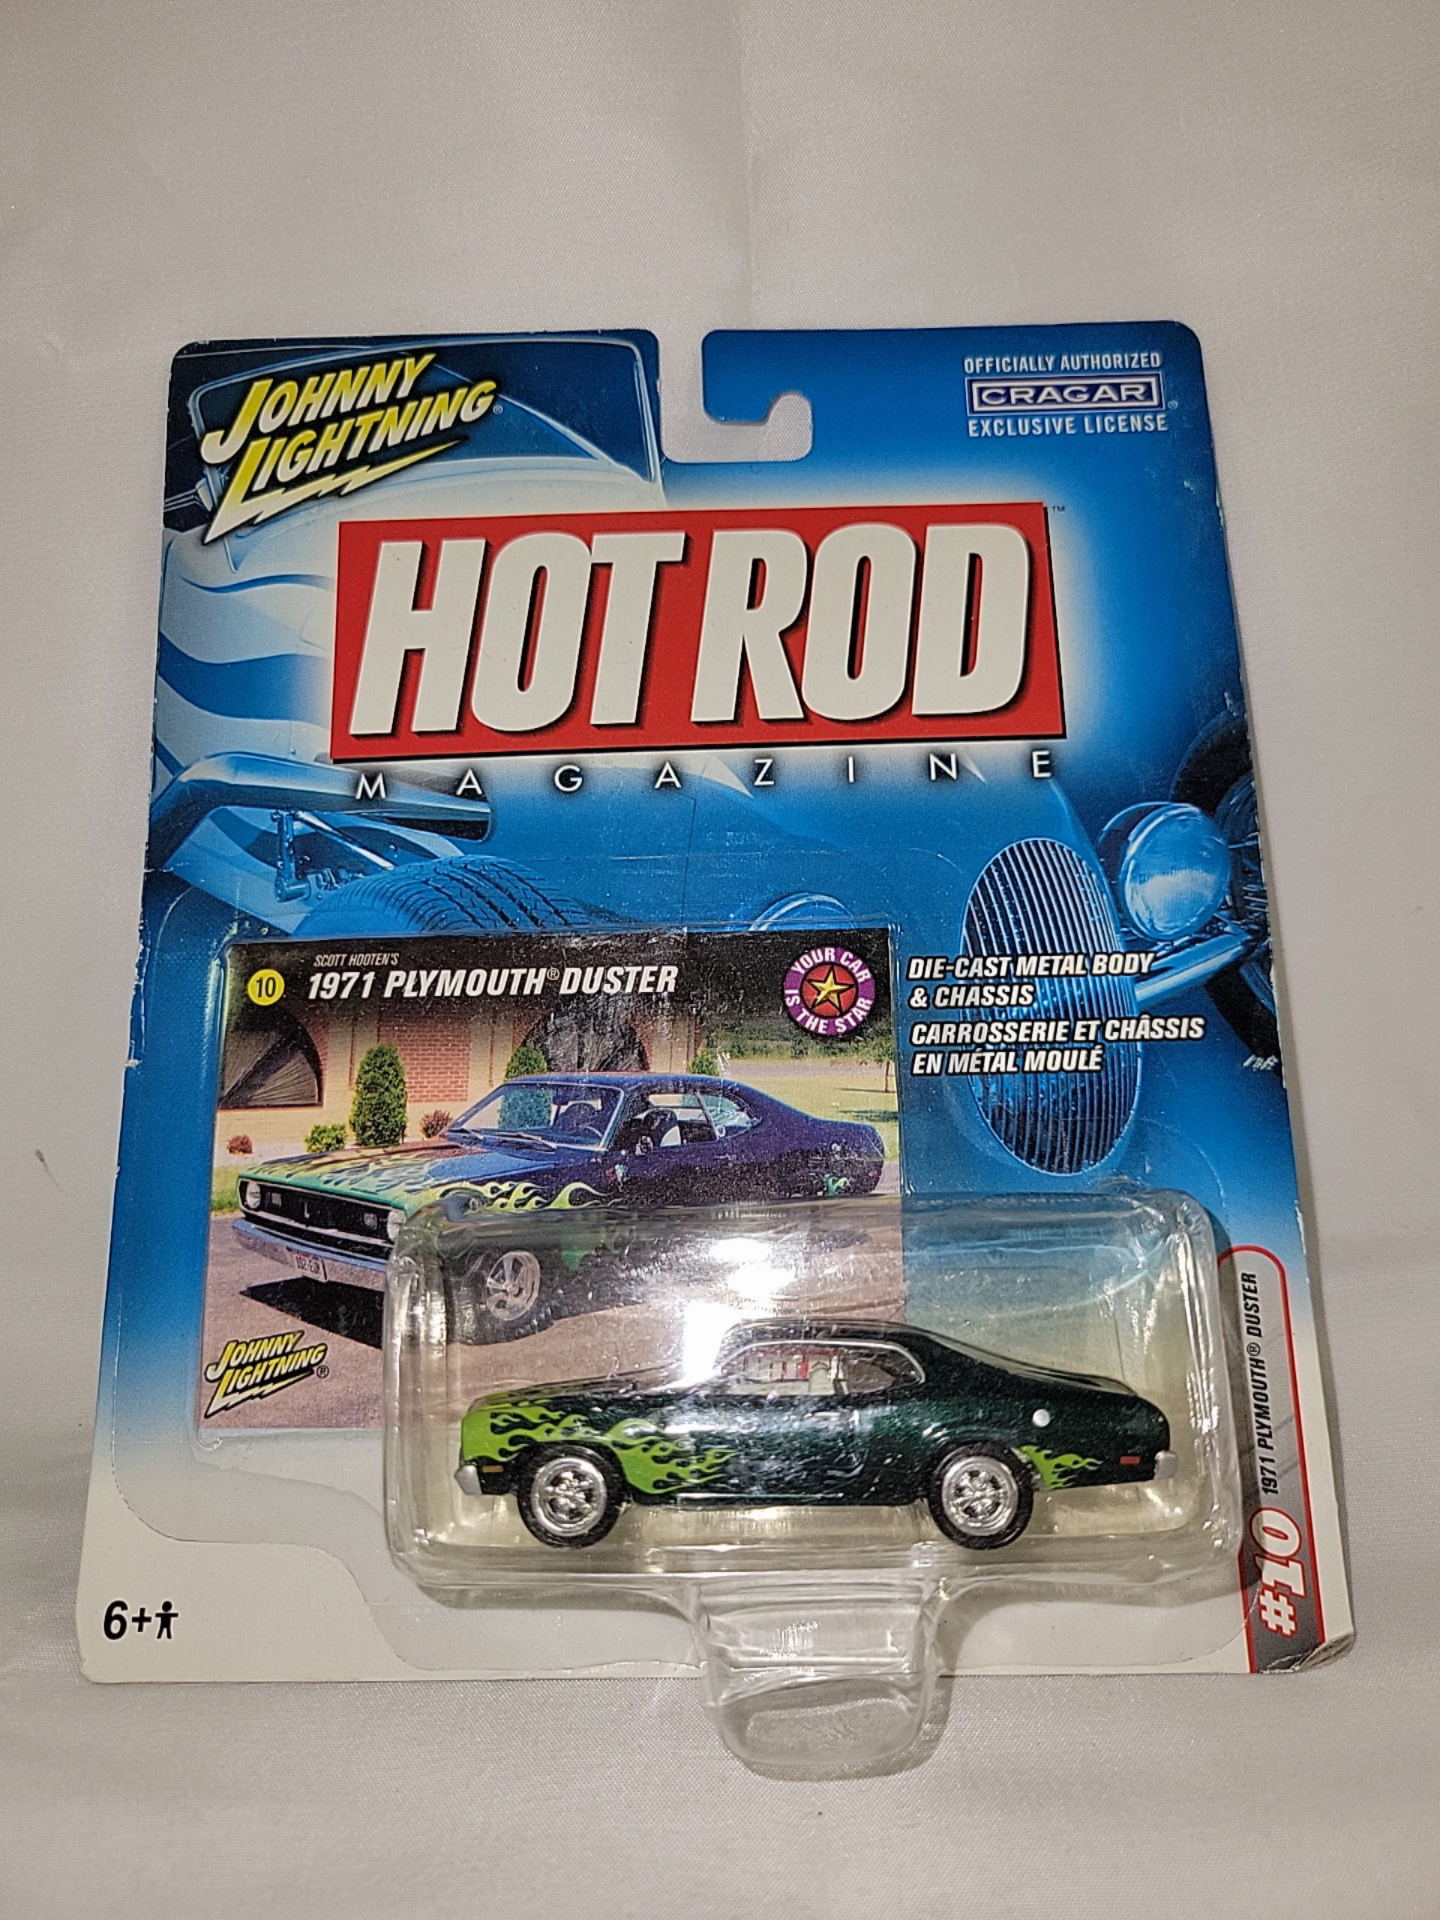 JOHNNY
LIGHTNING®
OFFICIALLY AUTHORIZED
CRAGAR®
EXCLUSIVE LICENSE
HOT ROD™
MAGAZINE
10
SCOTT HOOTEN'S
1971 PLYMOUTH® DUSTER
YOUR CAR
IS THE STAR
DIE-CAST METAL BODY
& CHASSIS
CARROSSERIE ET CHÂSSIS
EN MÉTAL MOULÉ
JOHNNY
LIGHTNING®
#10 1971 PLYMOUTH® DUSTER
6+